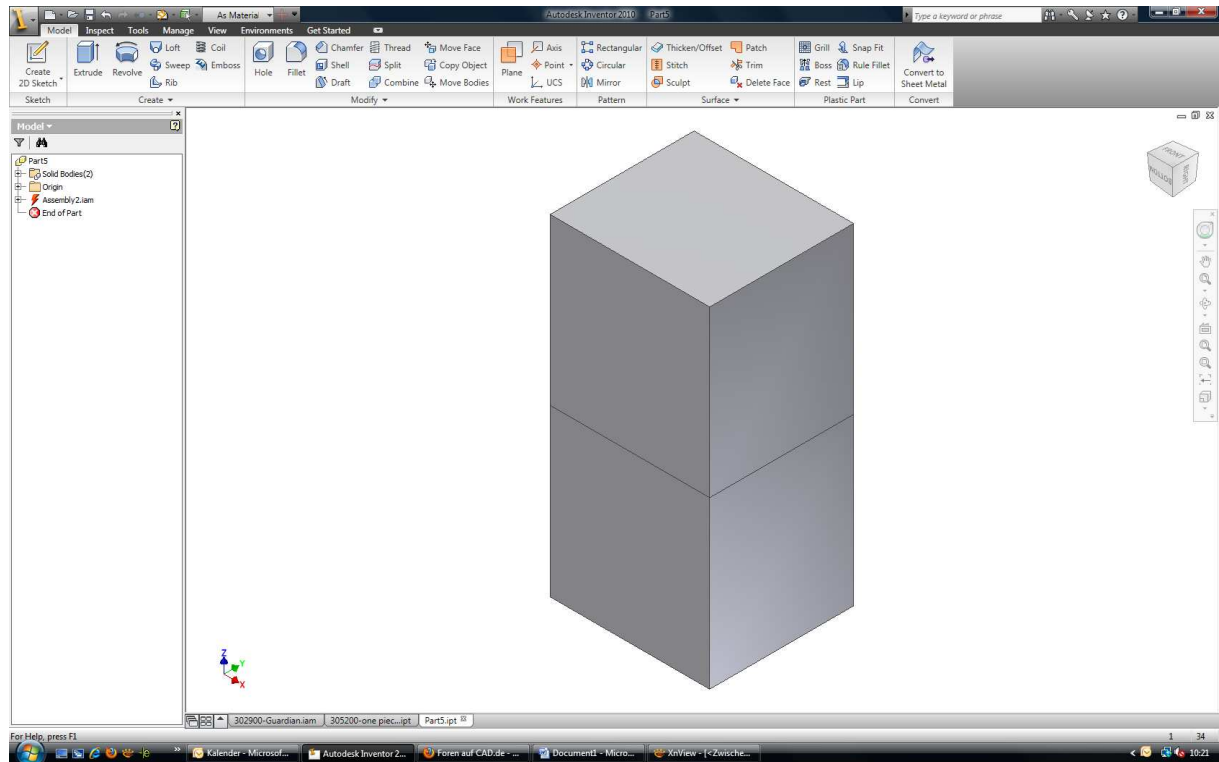 As Material
Autodesk Inventor 2010 Part5
Type a keyword or phrase
Model Inspect Tools Manage View Environments Get Started
Create 2D Sketch
Extrude
Revolve
Loft
Sweep
Rib
Coil
Emboss
Hole
Fillet
Chamfer
Shell
Draft
Thread
Split
Combine
Move Face
Copy Object
Move Bodies
Plane
Axis
Point
UCS
Rectangular
Circular
Mirror
Thicken/Offset
Stitch
Sculpt
Patch
Trim
Delete Face
Grill
Boss
Rest
Snap Fit
Rule Fillet
Lip
Convert to Sheet Metal
Sketch Create Modify Work Features Pattern Surface Plastic Part Convert
Model
Part5
Solid Bodies(2)
Origin
Assembly2.iam
End of Part
FRONT
BOTTOM
RIGHT
Z
Y
X
302900-Guardian.iam 305200-one piec...ipt Part5.ipt
For Help, press F1
1 34
Kalender - Microsof... Autodesk Inventor 2... Foren auf CAD.de - ... Document1 - Micro... XnView - [<Zwische...
10:21